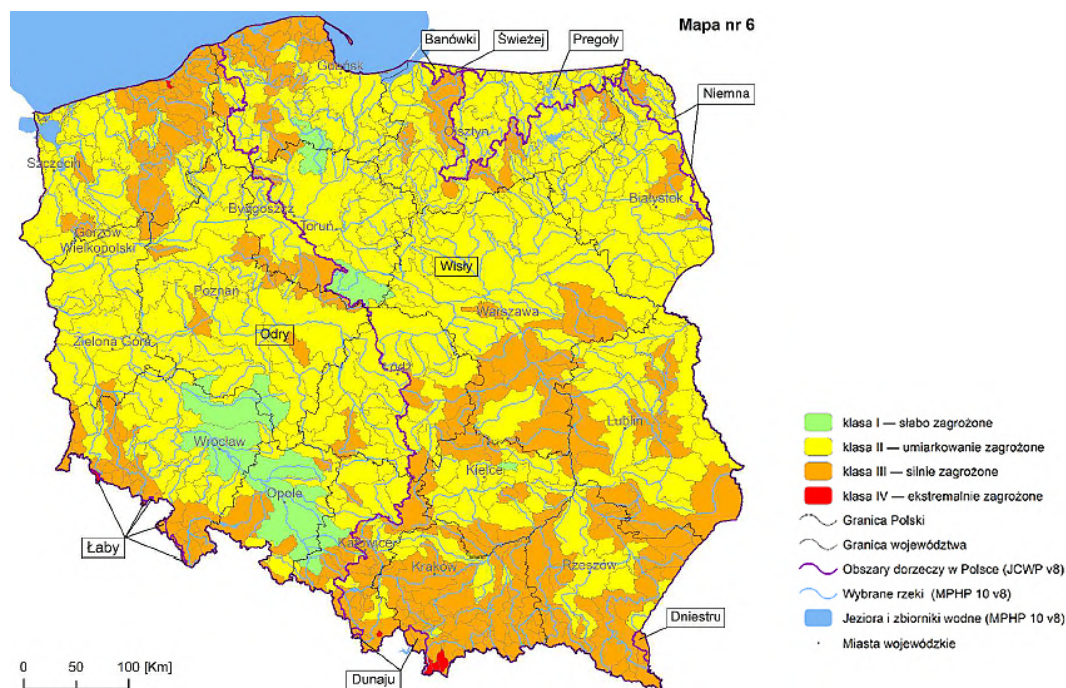 Mapa nr 6
Banówki
Świeżej
Pregoły
Niemna
Gdańsk
Olsztyn
Szczecin
Białystok
Bydgoszcz
Toruń
Gorzów
Wielkopolski
Wisły
Poznań
Warszawa
Odry
Zielona Góra
Łódź
Wrocław
Lublin
Kielce
Opole
Katowice
Kraków
Rzeszów
Łaby
Dniestru
Dunaju
0 50 100 [Km]
klasa I — słabo zagrożone
klasa II — umiarkowanie zagrożone
klasa III — silnie zagrożone
klasa IV — ekstremalnie zagrożone
Granica Polski
Granica województwa
Obszary dorzeczy w Polsce (JCWP v8)
Wybrane rzeki (MPHP 10 v8)
Jeziora i zbiorniki wodne (MPHP 10 v8)
Miasta wojewódzkie